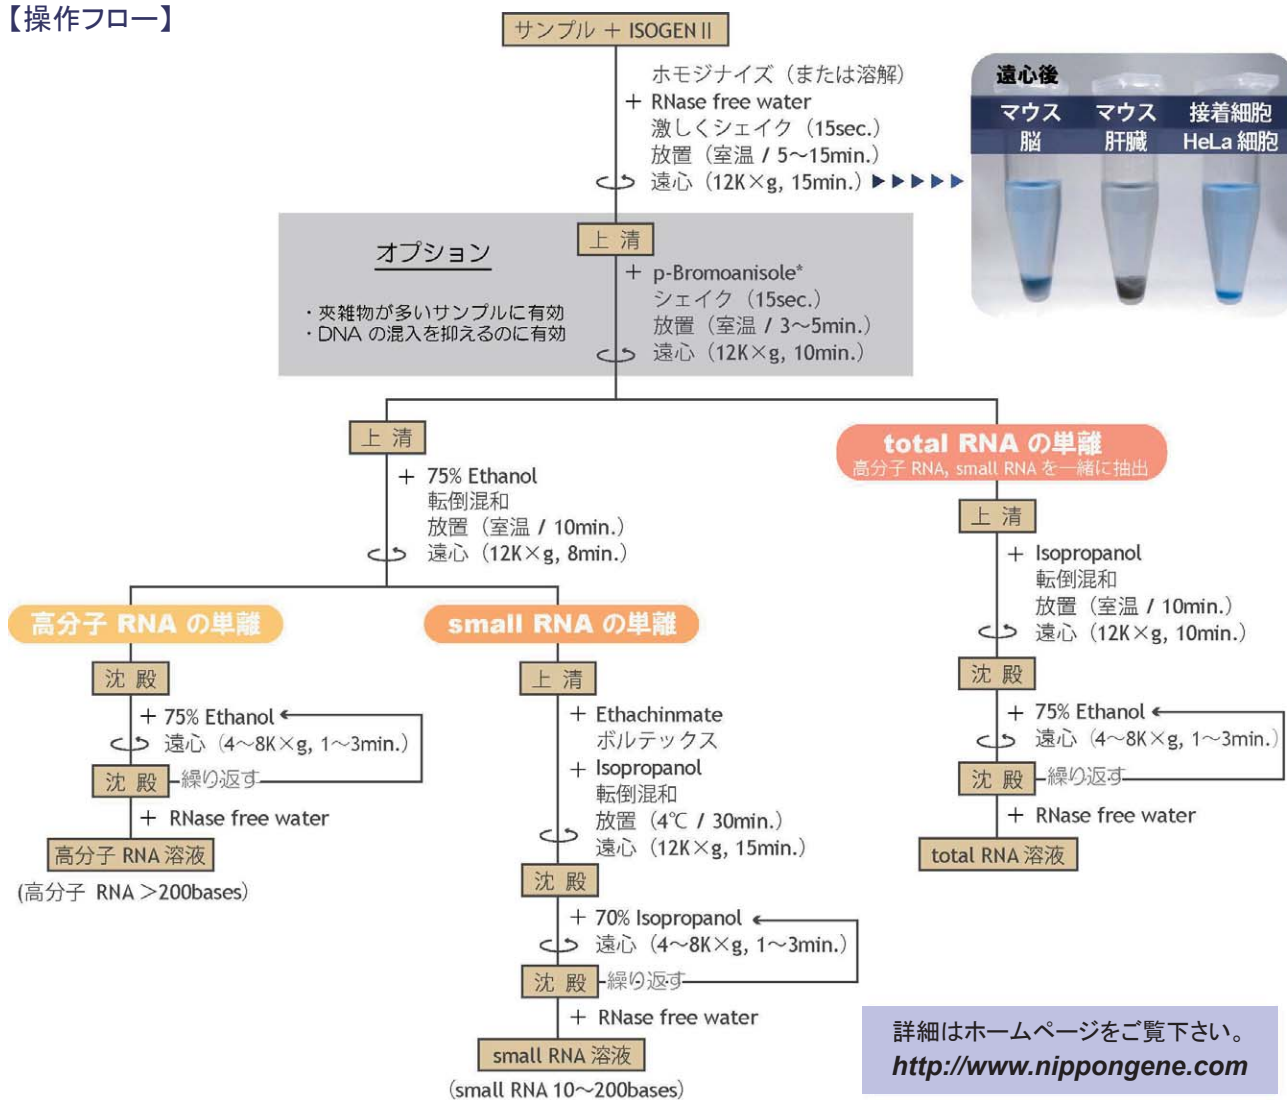 【操作フロー】
サンプル + ISOGEN II
ホモジナイズ（または溶解）
+ RNase free water
激しくシェイク（15sec.）
放置（室温 / 5〜15min.）
遠心（12K×g, 15min.）
遠心後
マウス 脳
マウス 肝臓
接着細胞 HeLa 細胞
オプション
・夾雑物が多いサンプルに有効
・DNA の混入を抑えるのに有効
上 清
+ p-Bromoanisole*
シェイク（15sec.）
放置（室温 / 3〜5min.）
遠心（12K×g, 10min.）
上 清
+ 75% Ethanol
転倒混和
放置（室温 / 10min.）
遠心（12K×g, 8min.）
高分子 RNA の単離
沈 殿
+ 75% Ethanol
遠心（4〜8K×g, 1〜3min.）
沈 殿
繰り返す
+ RNase free water
高分子 RNA 溶液
(高分子 RNA ＞200bases)
small RNA の単離
上 清
+ Ethachinmate
ボルテックス
+ Isopropanol
転倒混和
放置（4℃ / 30min.）
遠心（12K×g, 15min.）
沈 殿
+ 70% Isopropanol
遠心（4〜8K×g, 1〜3min.）
沈 殿
繰り返す
+ RNase free water
small RNA 溶液
(small RNA 10〜200bases)
total RNA の単離
高分子 RNA, small RNA を一緒に抽出
上 清
+ Isopropanol
転倒混和
放置（室温 / 10min.）
遠心（12K×g, 10min.）
沈 殿
+ 75% Ethanol
遠心（4〜8K×g, 1〜3min.）
沈 殿
繰り返す
+ RNase free water
total RNA 溶液
詳細はホームページをご覧下さい。
http://www.nippongene.com